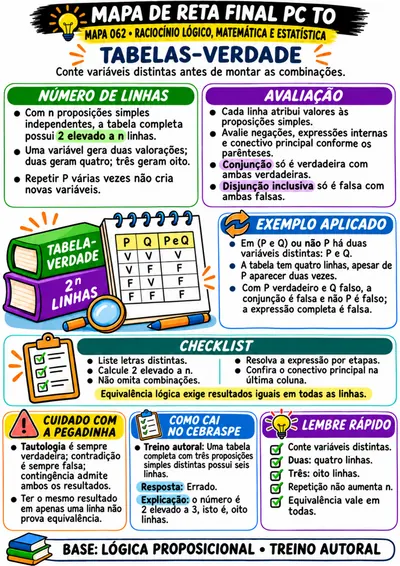 MAPA DE RETA FINAL PC TO
MAPA 062 • RACIOCÍNIO LÓGICO, MATEMÁTICA E ESTATÍSTICA
TABELAS-VERDADE
Conte variáveis distintas antes de montar as combinações.
NÚMERO DE LINHAS
• Com n proposições simples
independentes, a tabela completa
possui 2 elevado a n linhas.
• Uma variável gera duas valorações;
duas geram quatro; três geram oito.
• Repetir P várias vezes não cria
novas variáveis.
AVALIAÇÃO
• Cada linha atribui valores às
proposições simples.
• Avalie negações, expressões internas
e conectivo principal conforme os
parênteses.
• Conjunção só é verdadeira com
ambas verdadeiras.
• Disjunção inclusiva só é falsa com
ambas falsas.
TABELA-
VERDADE
2ⁿ
LINHAS
P Q P e Q
V V V
V F F
F V F
F F F
EXEMPLO APLICADO
• Em (P e Q) ou não P há duas
variáveis distintas: P e Q.
• A tabela tem quatro linhas, apesar de
P aparecer duas vezes.
• Com P verdadeiro e Q falso, a
conjunção é falsa e não P é falso;
a expressão completa é falsa.
CHECKLIST
• Liste letras distintas.
• Calcule 2 elevado a n.
• Não omita combinações.
• Resolva a expressão por etapas.
• Confira o conectivo principal na
última coluna.
Equivalência lógica exige resultados iguais em todas as linhas.
CUIDADO COM
A PEGADINHA
• Tautologia é sempre
verdadeira; contradição
é sempre falsa;
contingência admite
ambos os resultados.
• Ter o mesmo resultado
em apenas uma linha não
prova equivalência.
COMO CAI
NO CEBRASPE
• Treino autoral: Uma tabela
completa com três proposições
simples distintas possui seis
linhas.
Resposta: Errado.
Explicação: o número é
2 elevado a 3, isto é, oito
linhas.
LEMBRE RÁPIDO
Conte variáveis distintas.
Duas: quatro linhas.
Três: oito linhas.
Repetição não aumenta n.
Equivalência vale em
todas.
BASE: LÓGICA PROPOSICIONAL • TREINO AUTORAL